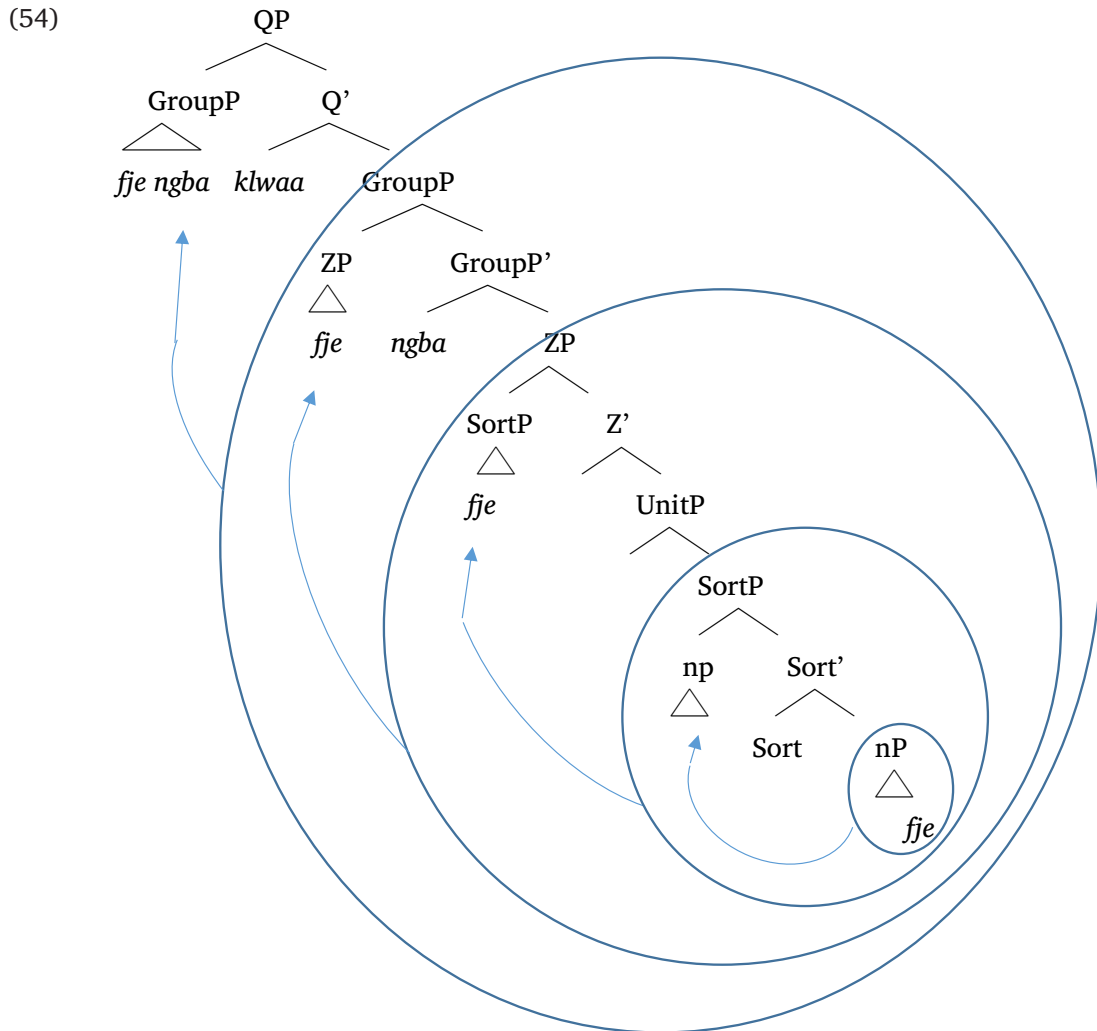 (54)
QP
GroupP Q’
fje ngba klwaa GroupP
ZP GroupP’
fje ngba ZP
SortP Z’
fje UnitP
SortP
np Sort’
Sort nP
fje